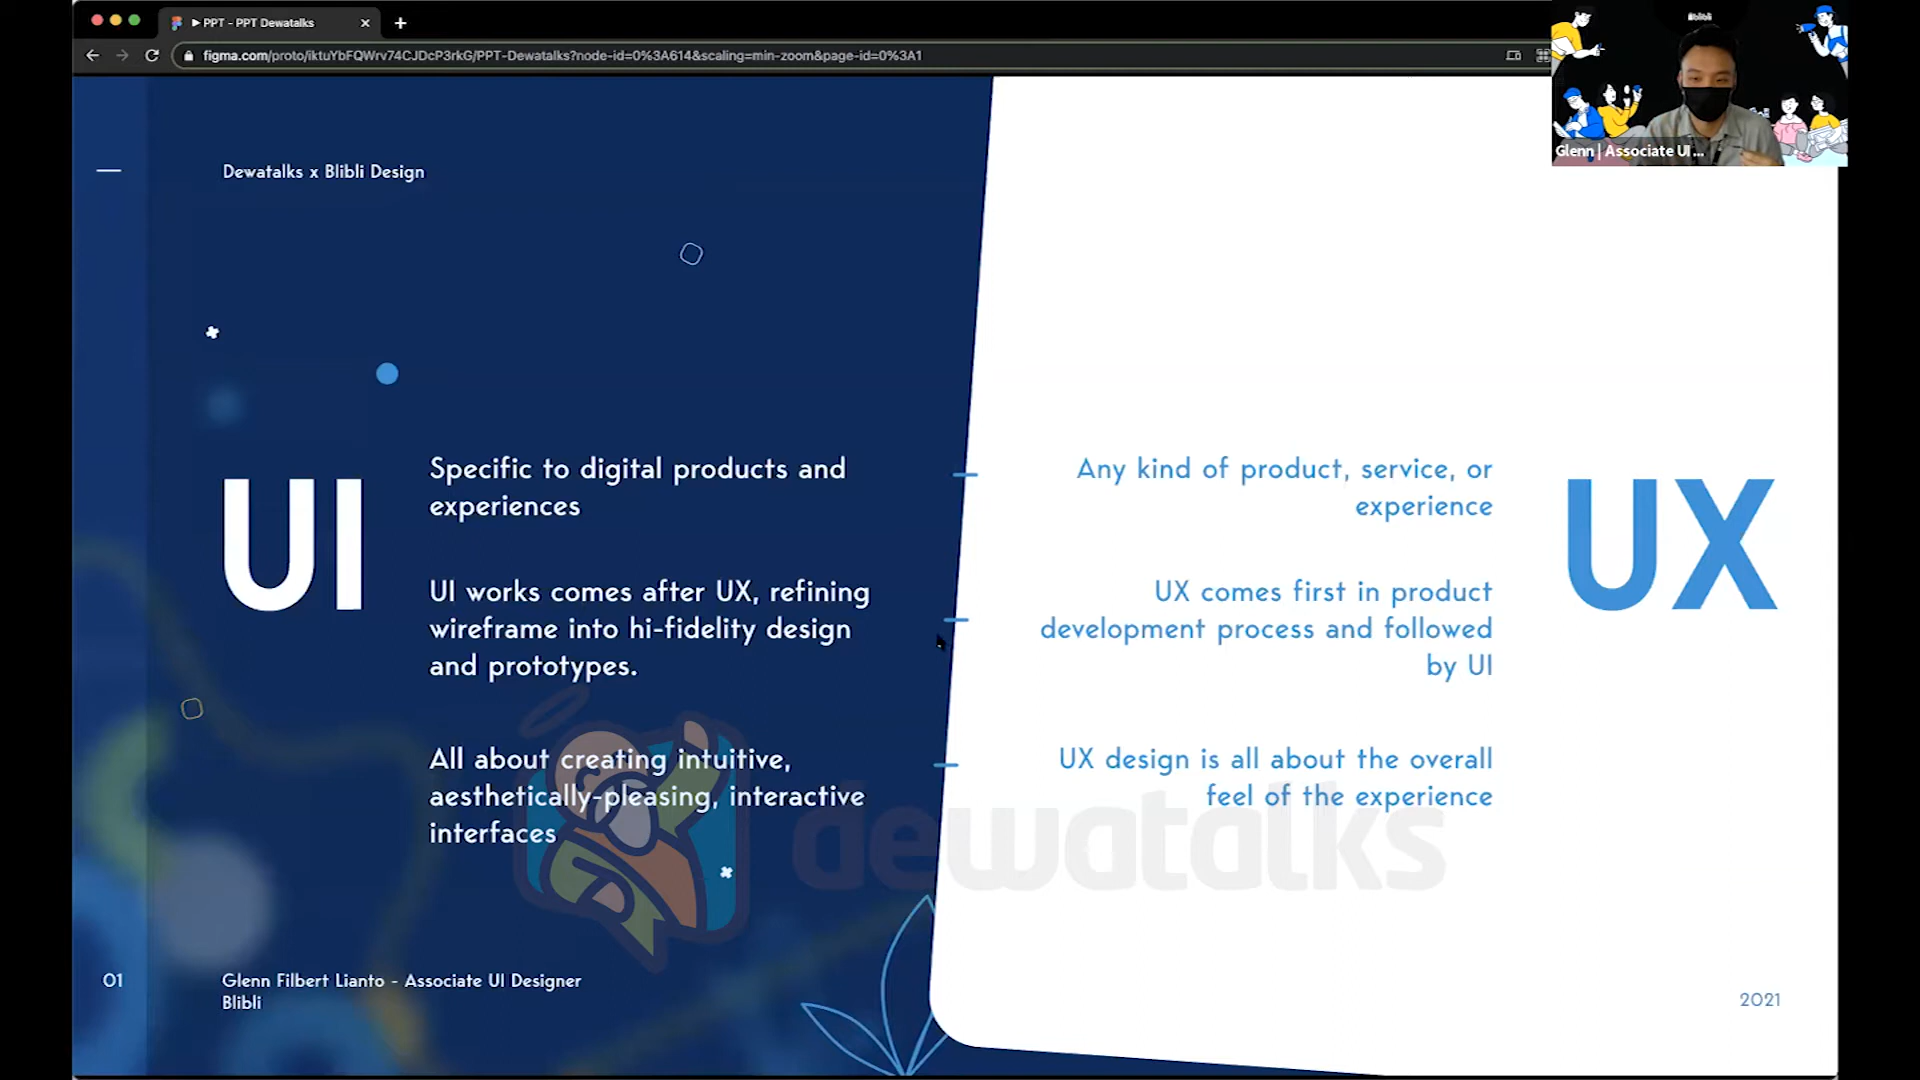 PPT - PPT Dewatalks
figma.com/proto/iktuYbFQWrv74CJDcP3rkG/PPT-Dewatalks?node-id=0%3A614&scaling=min-zoom&page-id=0%3A1
Blibli
Glenn | Associate UI ...
Dewatalks x Blibli Design
UI
Specific to digital products and
experiences
UI works comes after UX, refining
wireframe into hi-fidelity design
and prototypes.
All about creating intuitive,
aesthetically-pleasing, interactive
interfaces
Any kind of product, service, or
experience
UX comes first in product
development process and followed
by UI
UX design is all about the overall
feel of the experience
UX
dewatalks
01
Glenn Filbert Lianto - Associate UI Designer
Blibli
2021